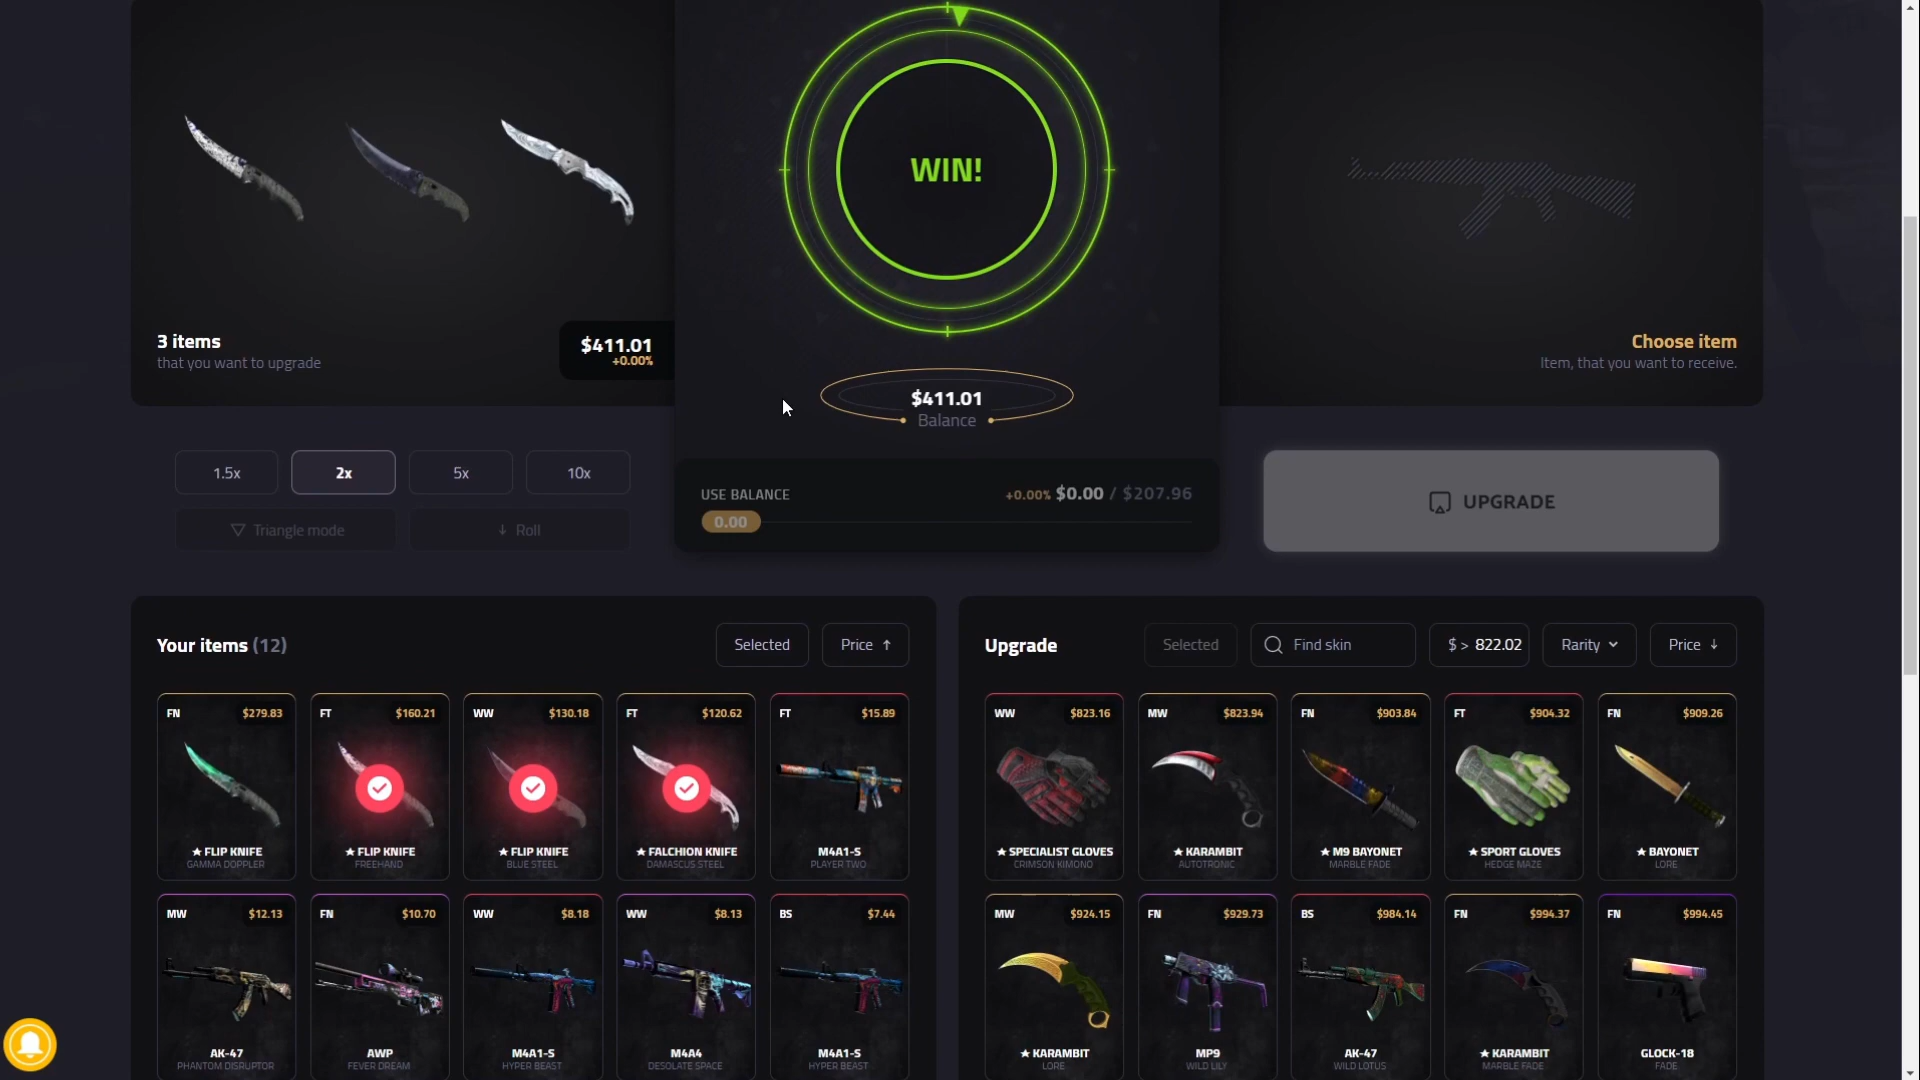 WIN!
3 items
that you want to upgrade
$411.01
+0.00%
$411.01
Balance
Choose item
Item, that you want to receive.
1.5x
2x
5x
10x
Triangle mode
Roll
USE BALANCE
+0.00% $0.00 / $207.96
0.00
UPGRADE
Your items (12)
Selected
Price
FN $279.83
★ FLIP KNIFE
GAMMA DOPPLER
FT $160.21
★ FLIP KNIFE
FREEHAND
WW $130.18
★ FLIP KNIFE
BLUE STEEL
FT $120.62
★ FALCHION KNIFE
DAMASCUS STEEL
FT $15.89
M4A1-S
PLAYER TWO
MW $12.13
AK-47
PHANTOM DISRUPTOR
FN $10.70
AWP
FEVER DREAM
WW $8.18
M4A1-S
HYPER BEAST
WW $8.13
M4A4
DESOLATE SPACE
BS $7.44
M4A1-S
HYPER BEAST
Upgrade
Selected
Find skin
$ > 822.02
Rarity
Price
WW $823.16
★ SPECIALIST GLOVES
CRIMSON KIMONO
MW $823.94
★ KARAMBIT
AUTOTRONIC
FN $903.84
★ M9 BAYONET
MARBLE FADE
FT $904.32
★ SPORT GLOVES
HEDGE MAZE
FN $909.26
★ BAYONET
LORE
MW $924.15
★ KARAMBIT
LORE
FN $929.73
MP9
WILD LILY
BS $984.14
AK-47
WILD LOTUS
FN $994.37
★ KARAMBIT
MARBLE FADE
FN $994.45
GLOCK-18
FADE